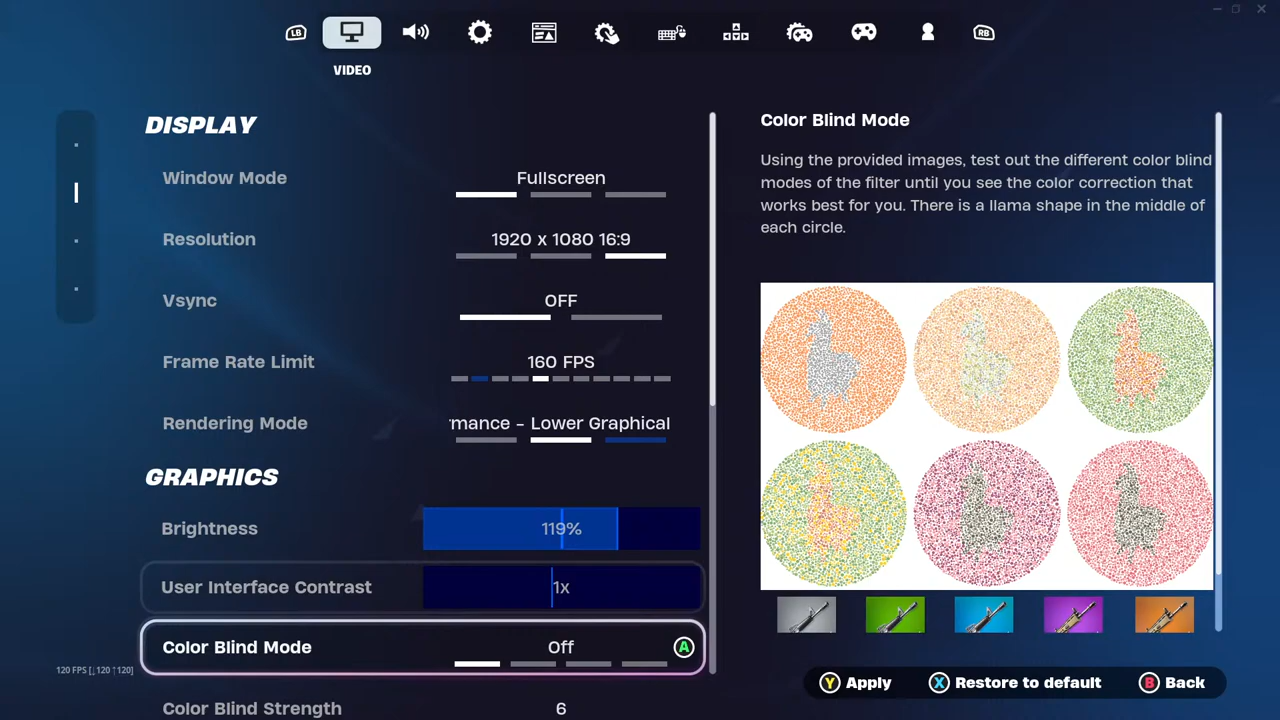 LB
RB
VIDEO
DISPLAY
Window Mode
Fullscreen
Resolution
1920 x 1080 16:9
Vsync
OFF
Frame Rate Limit
160 FPS
Rendering Mode
rmance - Lower Graphical
GRAPHICS
Brightness
119%
User Interface Contrast
1x
Color Blind Mode
Off
A
Color Blind Strength
6
120 FPS [↓120 ↑120]
Color Blind Mode
Using the provided images, test out the different color blind
modes of the filter until you see the color correction that
works best for you. There is a llama shape in the middle of
each circle.
Y Apply
X Restore to default
B Back